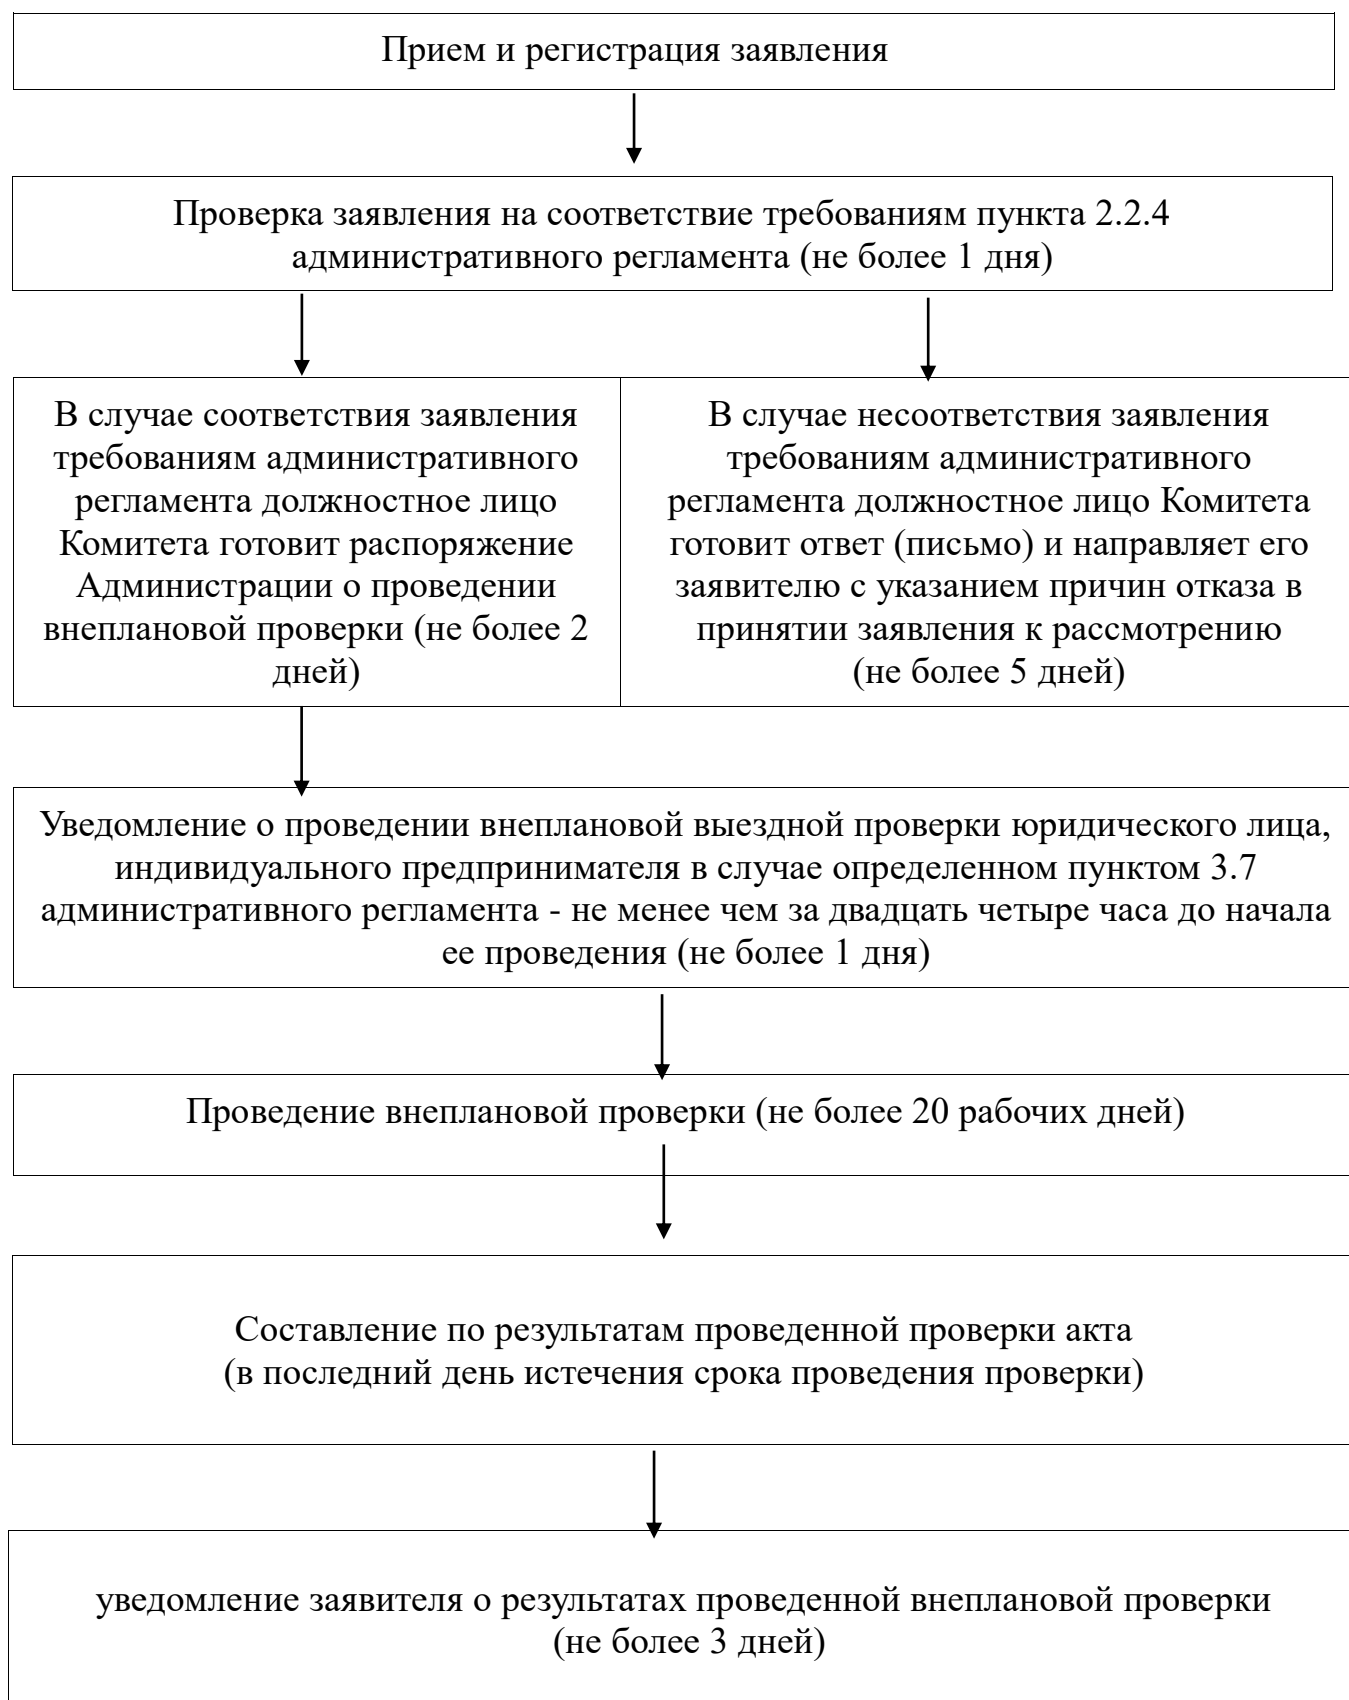 Прием и регистрация заявления
Проверка заявления на соответствие требованиям пункта 2.2.4
административного регламента (не более 1 дня)
В случае соответствия заявления
требованиям административного
регламента должностное лицо
Комитета готовит распоряжение
Администрации о проведении
внеплановой проверки (не более 2
дней)
В случае несоответствия заявления
требованиям административного
регламента должностное лицо Комитета
готовит ответ (письмо) и направляет его
заявителю с указанием причин отказа в
принятии заявления к рассмотрению
(не более 5 дней)
Уведомление о проведении внеплановой выездной проверки юридического лица,
индивидуального предпринимателя в случае определенном пунктом 3.7
административного регламента - не менее чем за двадцать четыре часа до начала
ее проведения (не более 1 дня)
Проведение внеплановой проверки (не более 20 рабочих дней)
Составление по результатам проведенной проверки акта
(в последний день истечения срока проведения проверки)
уведомление заявителя о результатах проведенной внеплановой проверки
(не более 3 дней)